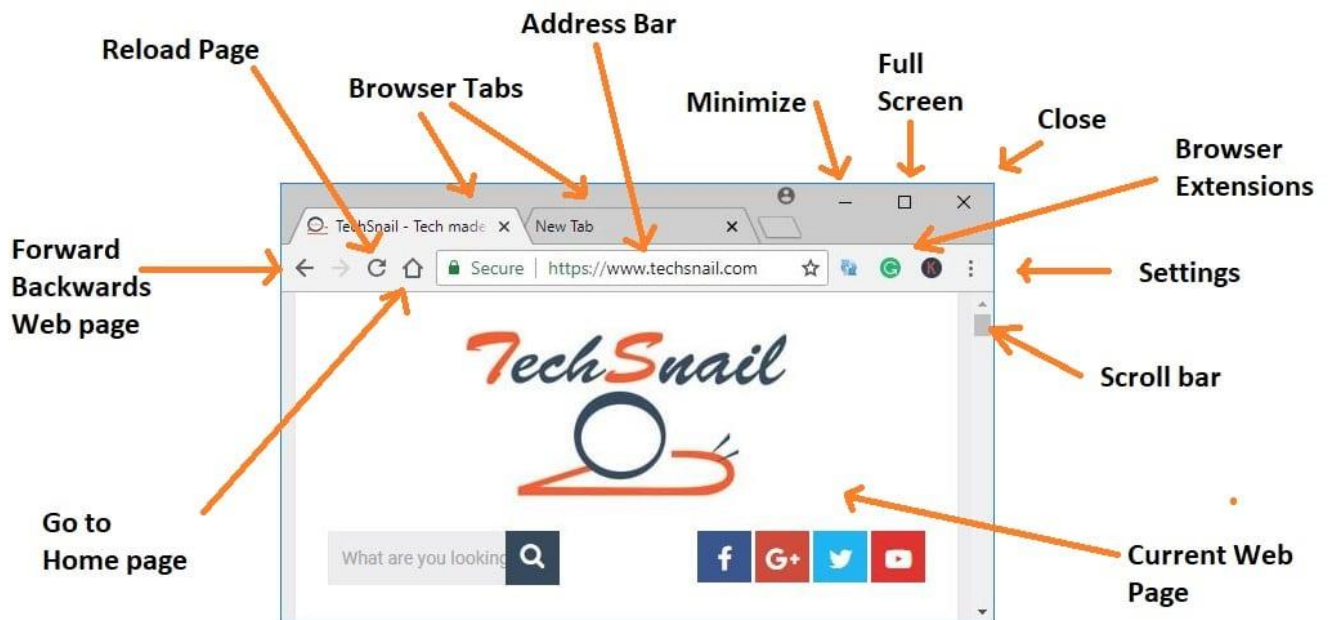 Address Bar
Reload Page
Browser Tabs
Minimize
Full
Screen
Close
Browser
Extensions
TechSnail - Tech made
New Tab
Forward
Backwards
Web page
Secure
https://www.techsnail.com
K
Settings
TechSnail
Scroll bar
Go to
Home page
What are you looking
f
G+
Current Web
Page